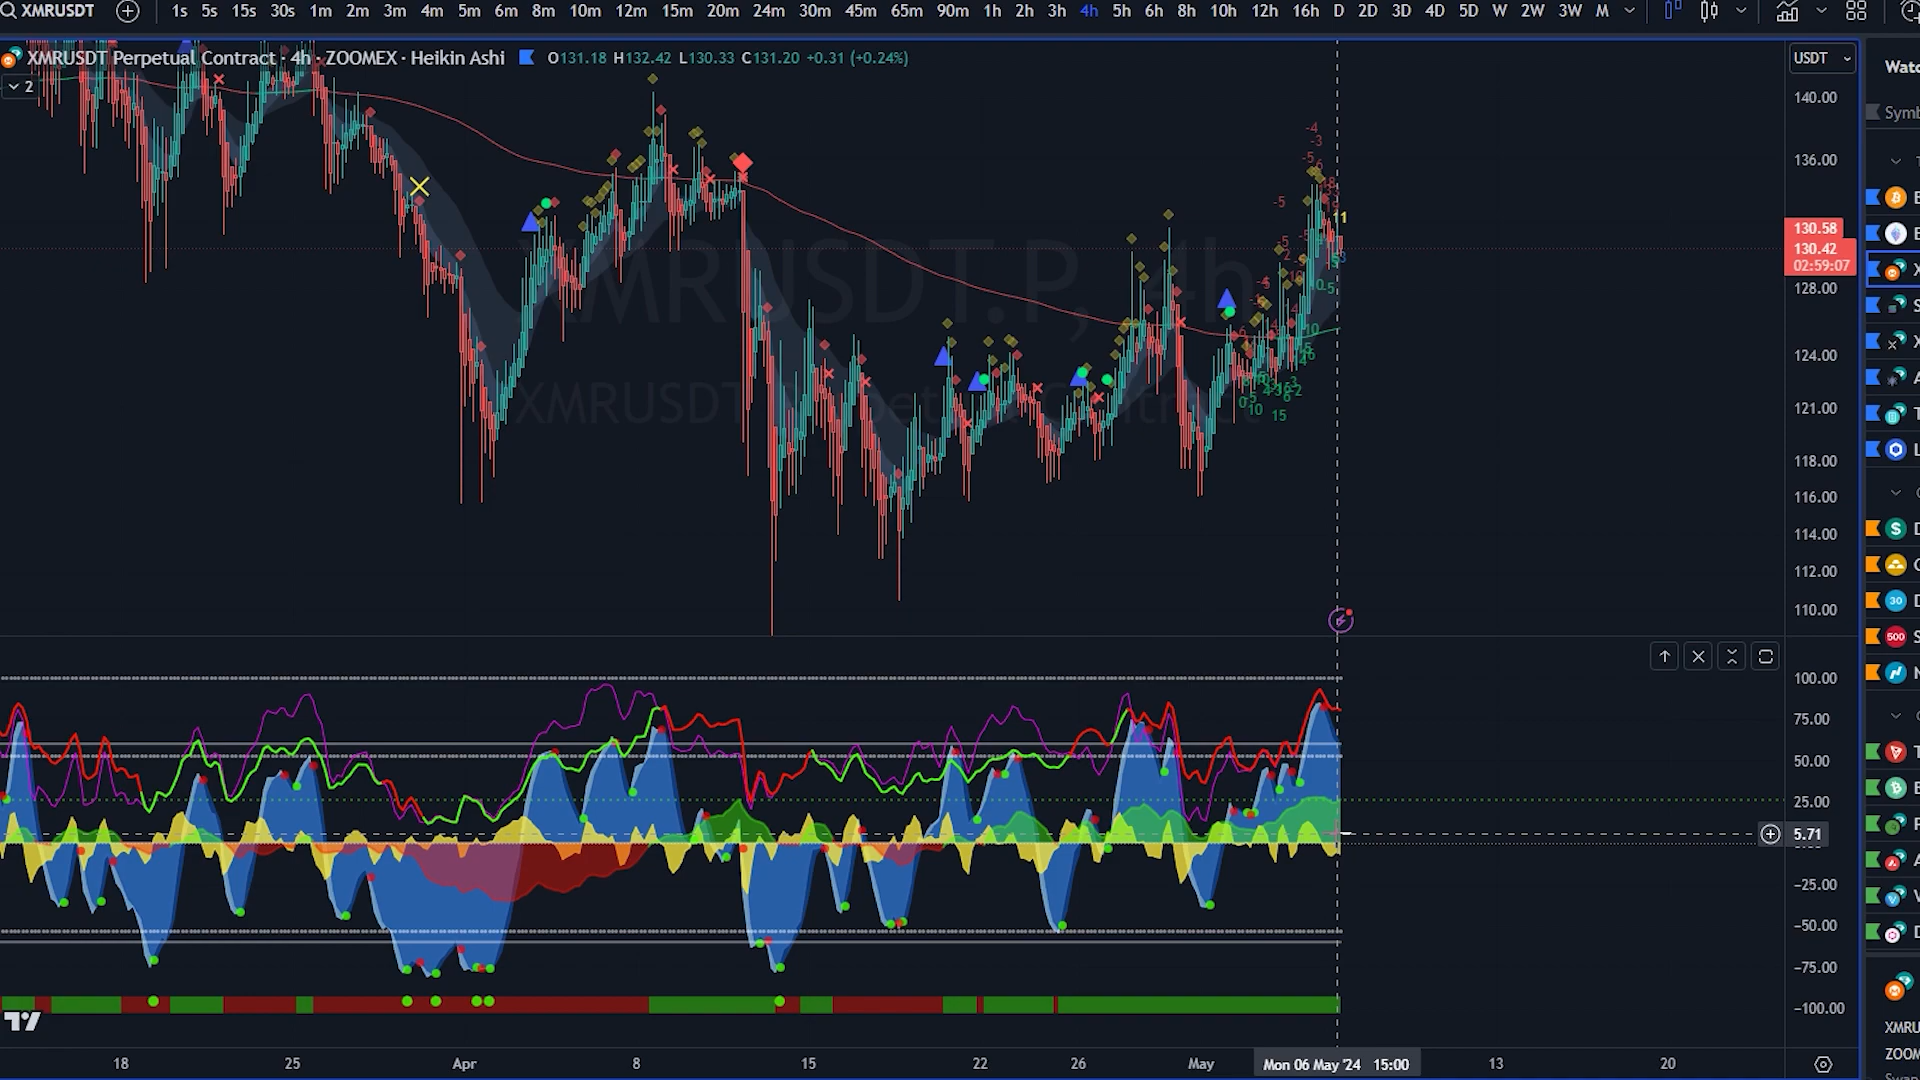 XMRUSDT 1s 5s 15s 30s 1m 2m 3m 4m 5m 6m 8m 10m 12m 15m 20m 24m 30m 45m 65m 90m 1h 2h 3h 4h 5h 6h 8h 10h 12h 16h D 2D 3D 4D 5D W 2W 3W M
XMRUSDT Perpetual Contract · 4h · ZOOMEX · Heikin Ashi O131.18 H132.42 L130.33 C131.20 +0.31 (+0.24%)
2
XMRUSDT.P, 4h
USDT
140.00
136.00
130.58
130.42
02:59:07
128.00
124.00
121.00
118.00
116.00
114.00
112.00
110.00
100.00
75.00
50.00
25.00
5.71
-25.00
-50.00
-75.00
-100.00
18 25 Apr 8 15 22 26 May Mon 06 May '24 15:00 13 20
Watc
Symb
30
500
XMRU
ZOOM